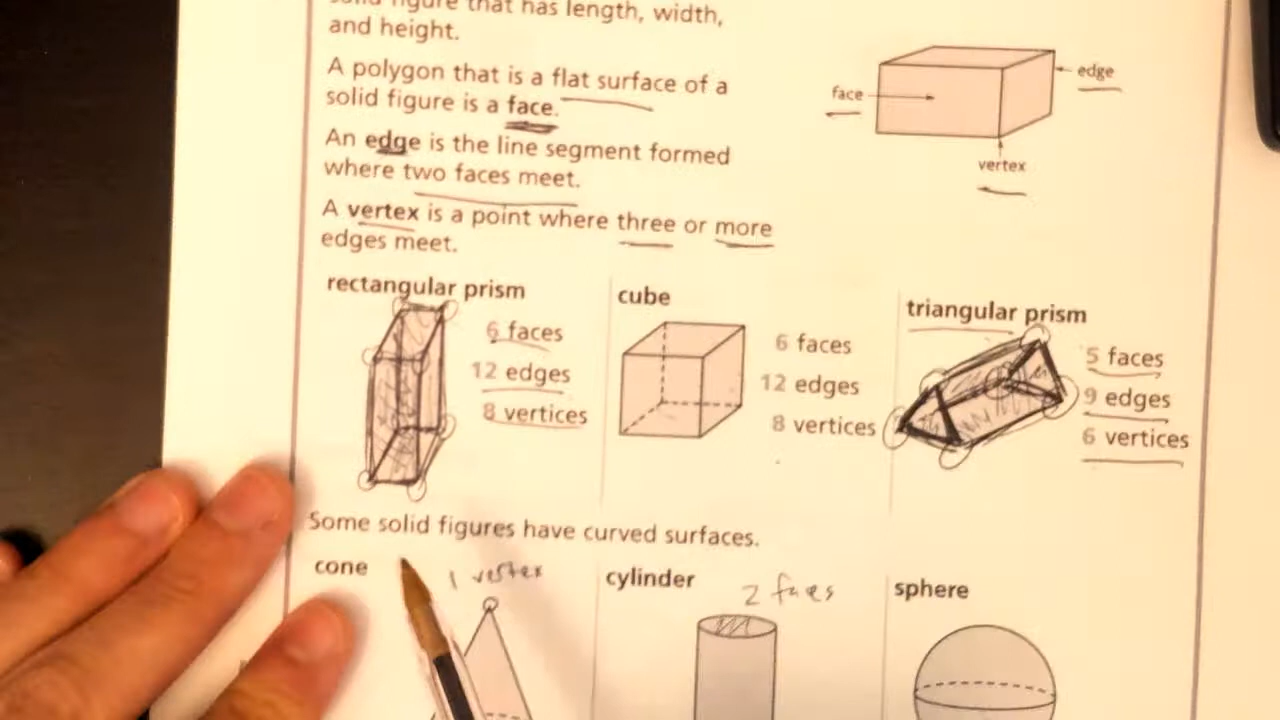 solid figure that has length, width,
and height.
A polygon that is a flat surface of a
solid figure is a face.
An edge is the line segment formed
where two faces meet.
A vertex is a point where three or more
edges meet.
face
edge
vertex
rectangular prism
6 faces
12 edges
8 vertices
cube
6 faces
12 edges
8 vertices
triangular prism
5 faces
9 edges
6 vertices
Some solid figures have curved surfaces.
cone
1 vertex
cylinder
2 faces
sphere